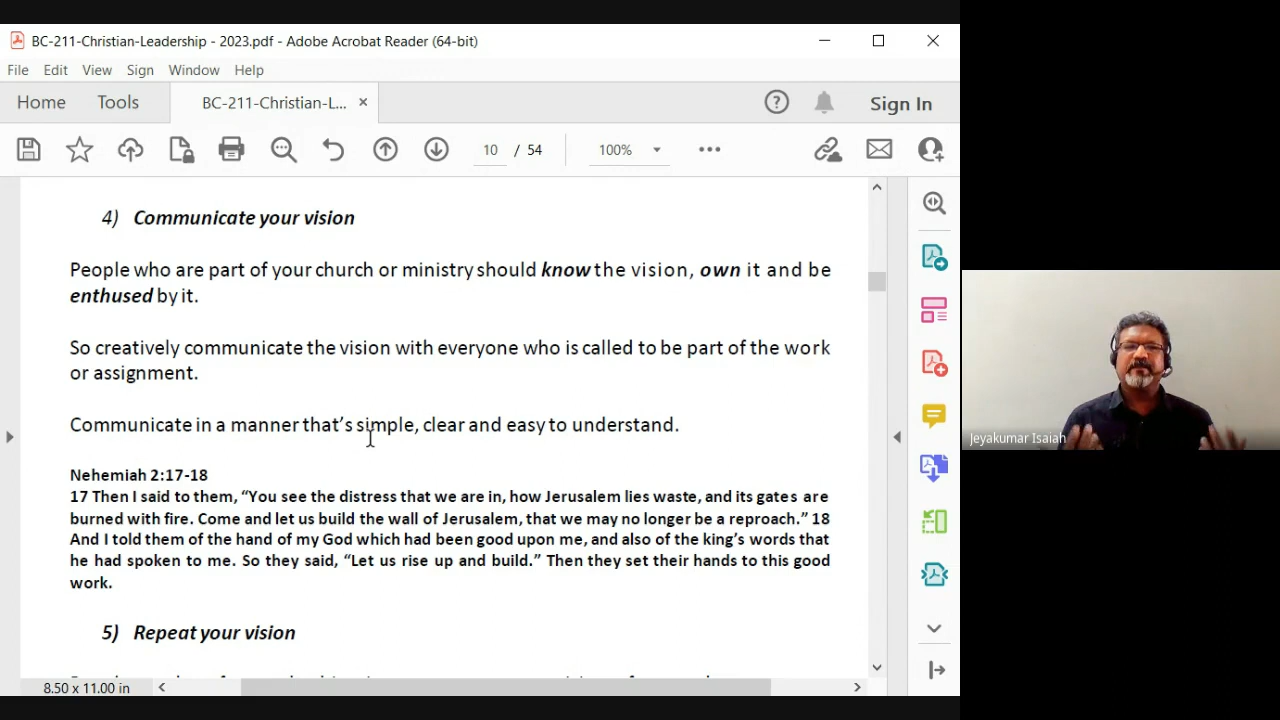 BC-211-Christian-Leadership - 2023.pdf - Adobe Acrobat Reader (64-bit)
File Edit View Sign Window Help
Home Tools BC-211-Christian-L... × Sign In
10 / 54 100%
4) Communicate your vision
People who are part of your church or ministry should know the vision, own it and be
enthused by it.
So creatively communicate the vision with everyone who is called to be part of the work
or assignment.
Communicate in a manner that's simple, clear and easy to understand.
Nehemiah 2:17-18
17 Then I said to them, “You see the distress that we are in, how Jerusalem lies waste, and its gates are
burned with fire. Come and let us build the wall of Jerusalem, that we may no longer be a reproach.” 18
And I told them of the hand of my God which had been good upon me, and also of the king’s words that
he had spoken to me. So they said, “Let us rise up and build.” Then they set their hands to this good
work.
5) Repeat your vision
8.50 x 11.00 in
Jeyakumar Isaiah